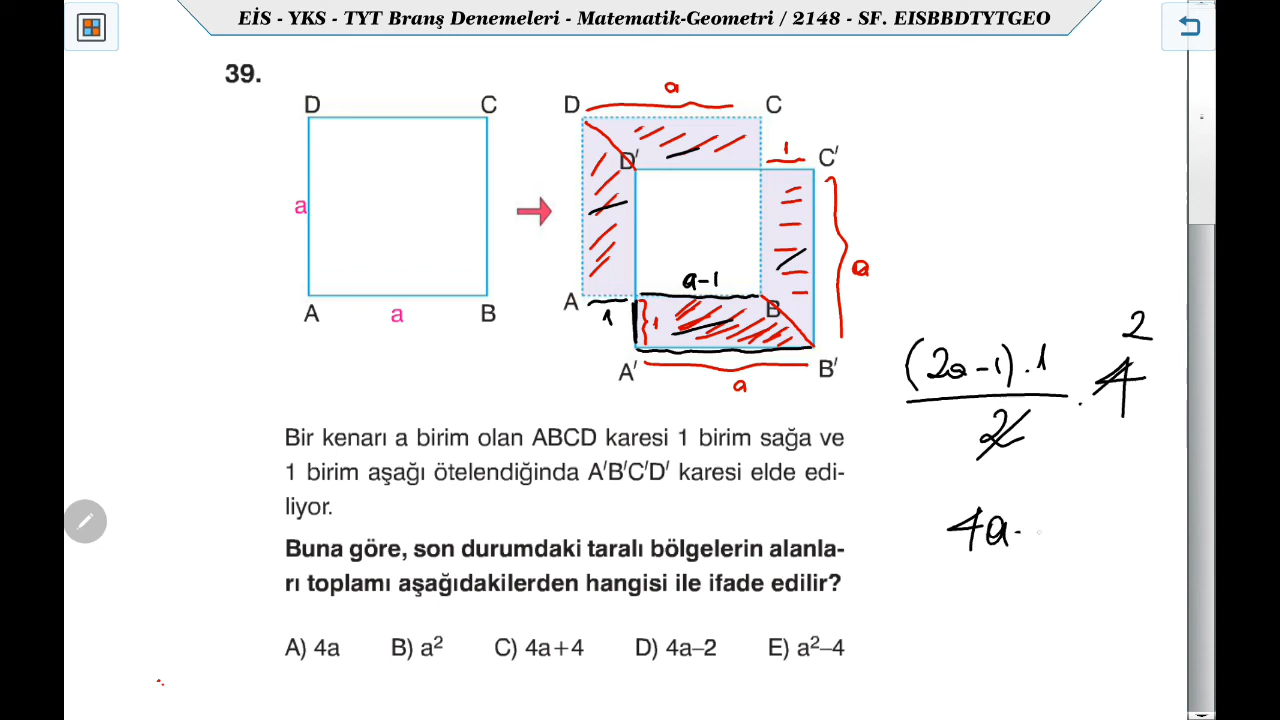 EİS - YKS - TYT Branş Denemeleri - Matematik-Geometri / 2148 - SF. EISBBDTYTGEO
39.
D C
a
A a B
a
D C
D' 1 C'
a
a-1
A 1 1 B
A' B'
a
(2a-1).1
2
. 4 2
4a-
Bir kenarı a birim olan ABCD karesi 1 birim sağa ve
1 birim aşağı ötelendiğinda A'B'C'D' karesi elde edi-
liyor.
Buna göre, son durumdaki taralı bölgelerin alanla-
rı toplamı aşağıdakilerden hangisi ile ifade edilir?
A) 4a B) a² C) 4a+4 D) 4a–2 E) a²–4